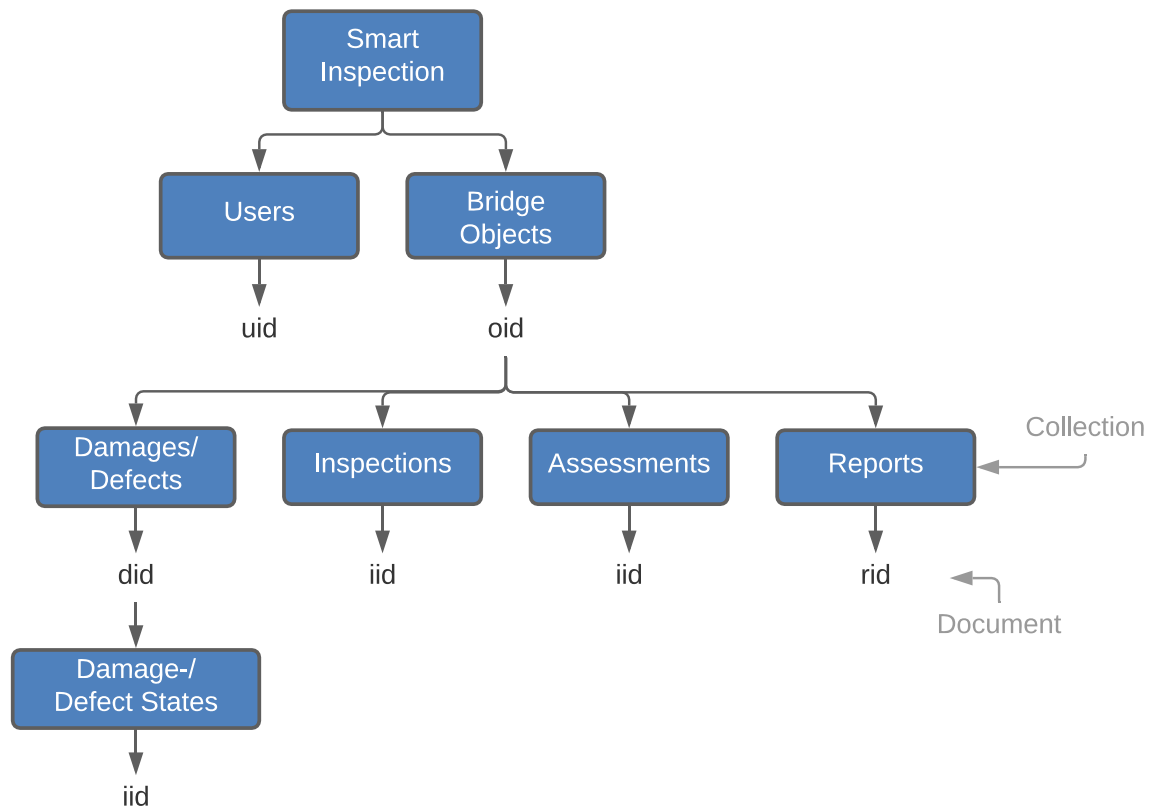 Smart
Inspection
Users
Bridge
Objects
uid
oid
Damages/
Defects
Inspections
Assessments
Reports
Collection
did
iid
iid
rid
Document
Damage-/
Defect States
iid